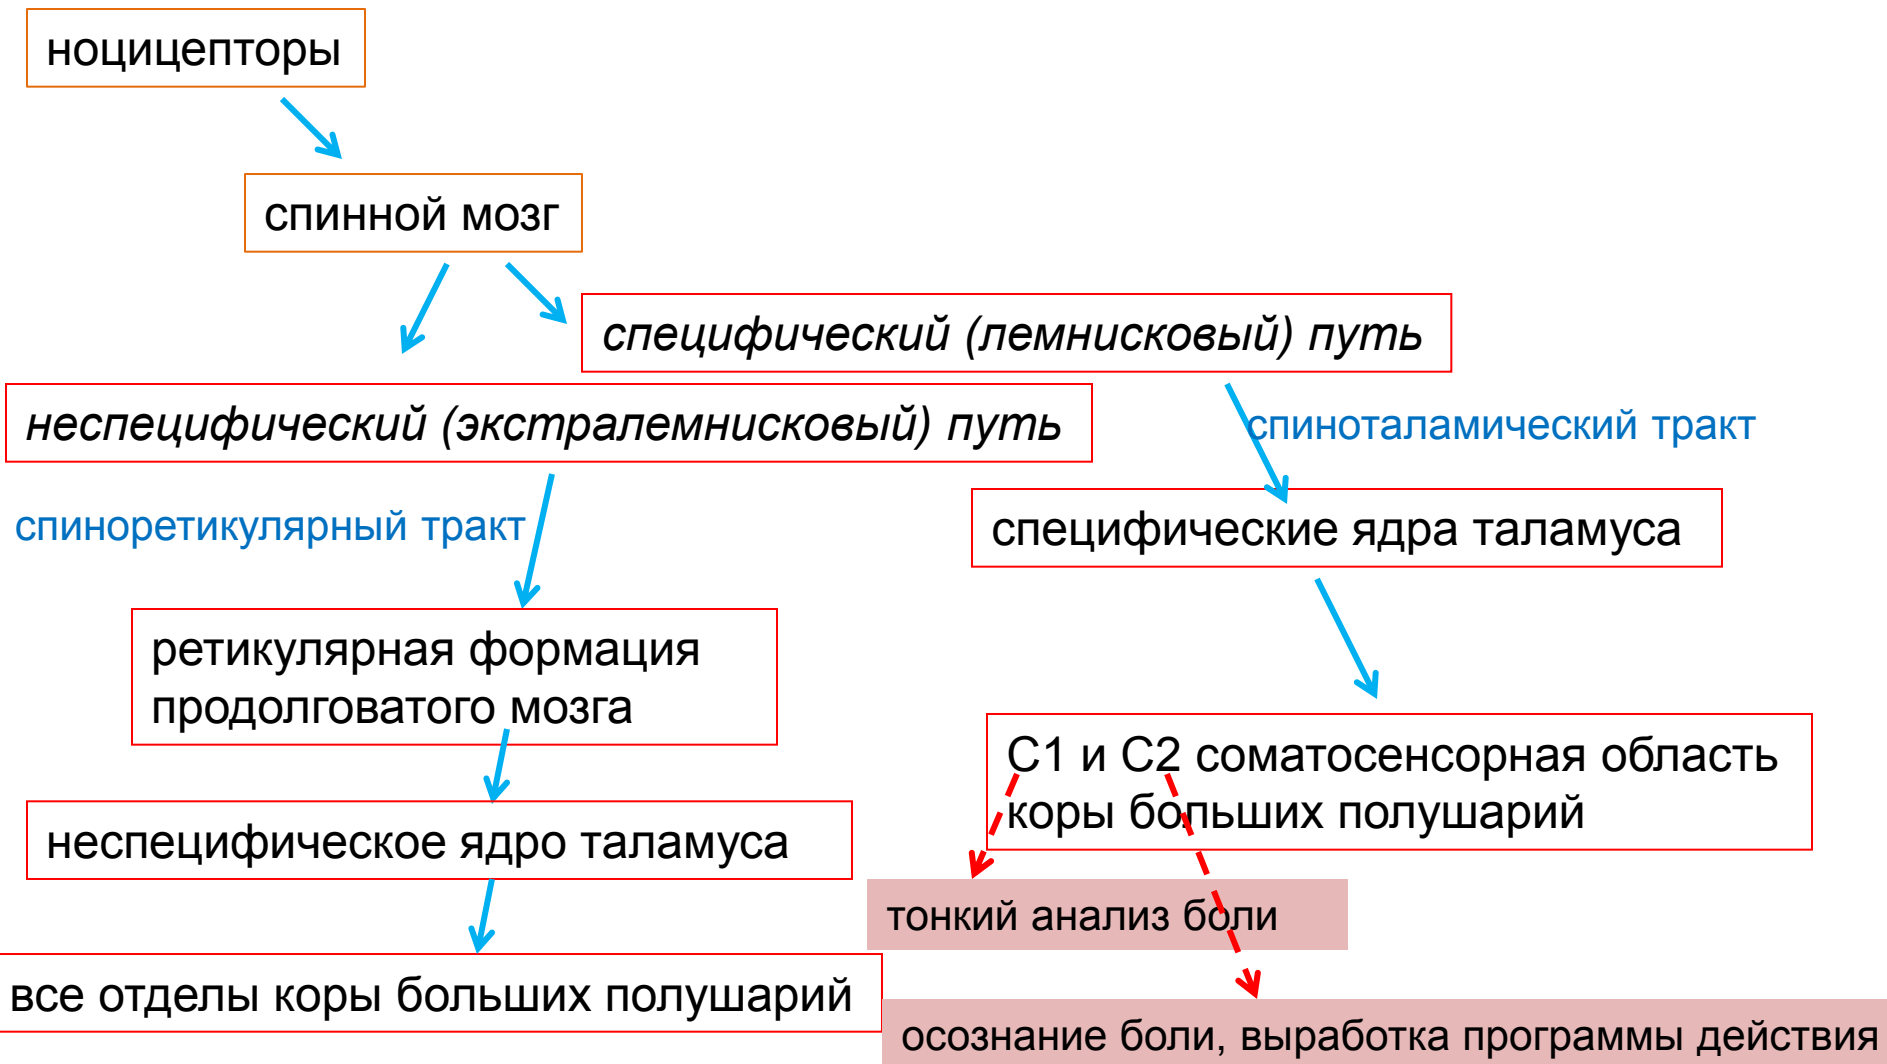 ноцицепторы
спинной мозг
специфический (лемнисковый) путь
неспецифический (экстралемнисковый) путь
спиноталамический тракт
спиноретикулярный тракт
специфические ядра таламуса
ретикулярная формация
продолговатого мозга
С1 и С2 соматосенсорная область
коры больших полушарий
неспецифическое ядро таламуса
тонкий анализ боли
все отделы коры больших полушарий
осознание боли, выработка программы действия